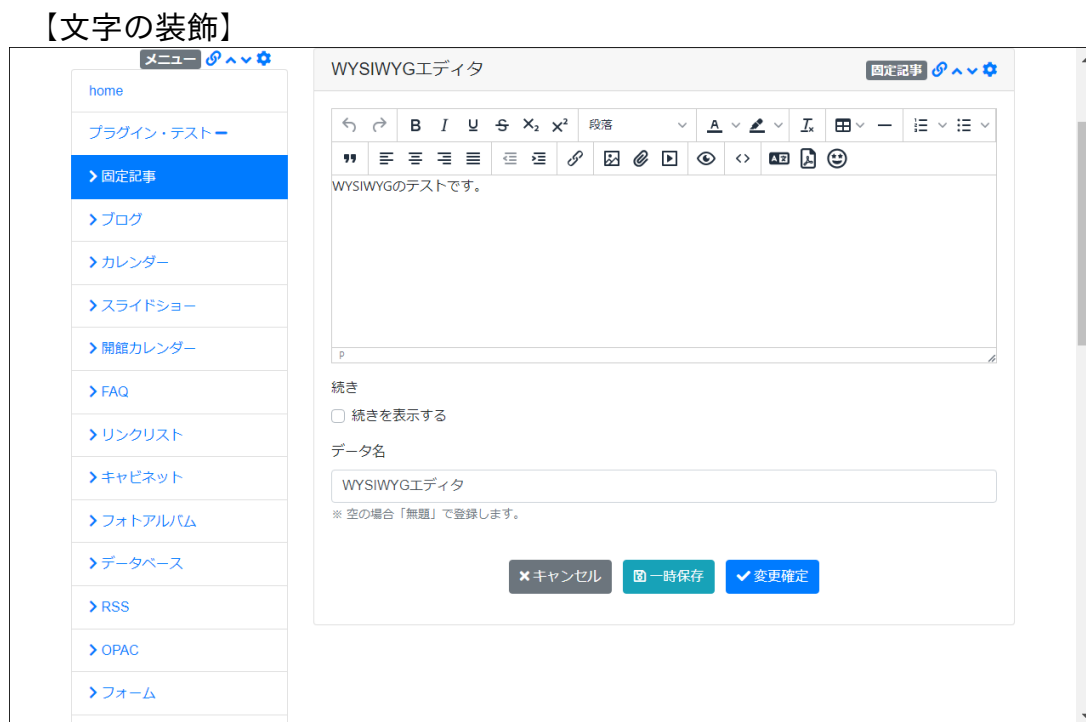 【文字の装飾】
メニュー
home
プラグイン・テスト
固定記事
ブログ
カレンダー
スライドショー
開館カレンダー
FAQ
リンクリスト
キャビネット
フォトアルバム
データベース
RSS
OPAC
フォーム
WYSIWYGエディタ
固定記事
B I U S X₂ X² 段落 A Ix
WYSIWYGのテストです。
p
続き
続きを表示する
データ名
WYSIWYGエディタ
※ 空の場合「無題」で登録します。
キャンセル 一時保存 変更確定